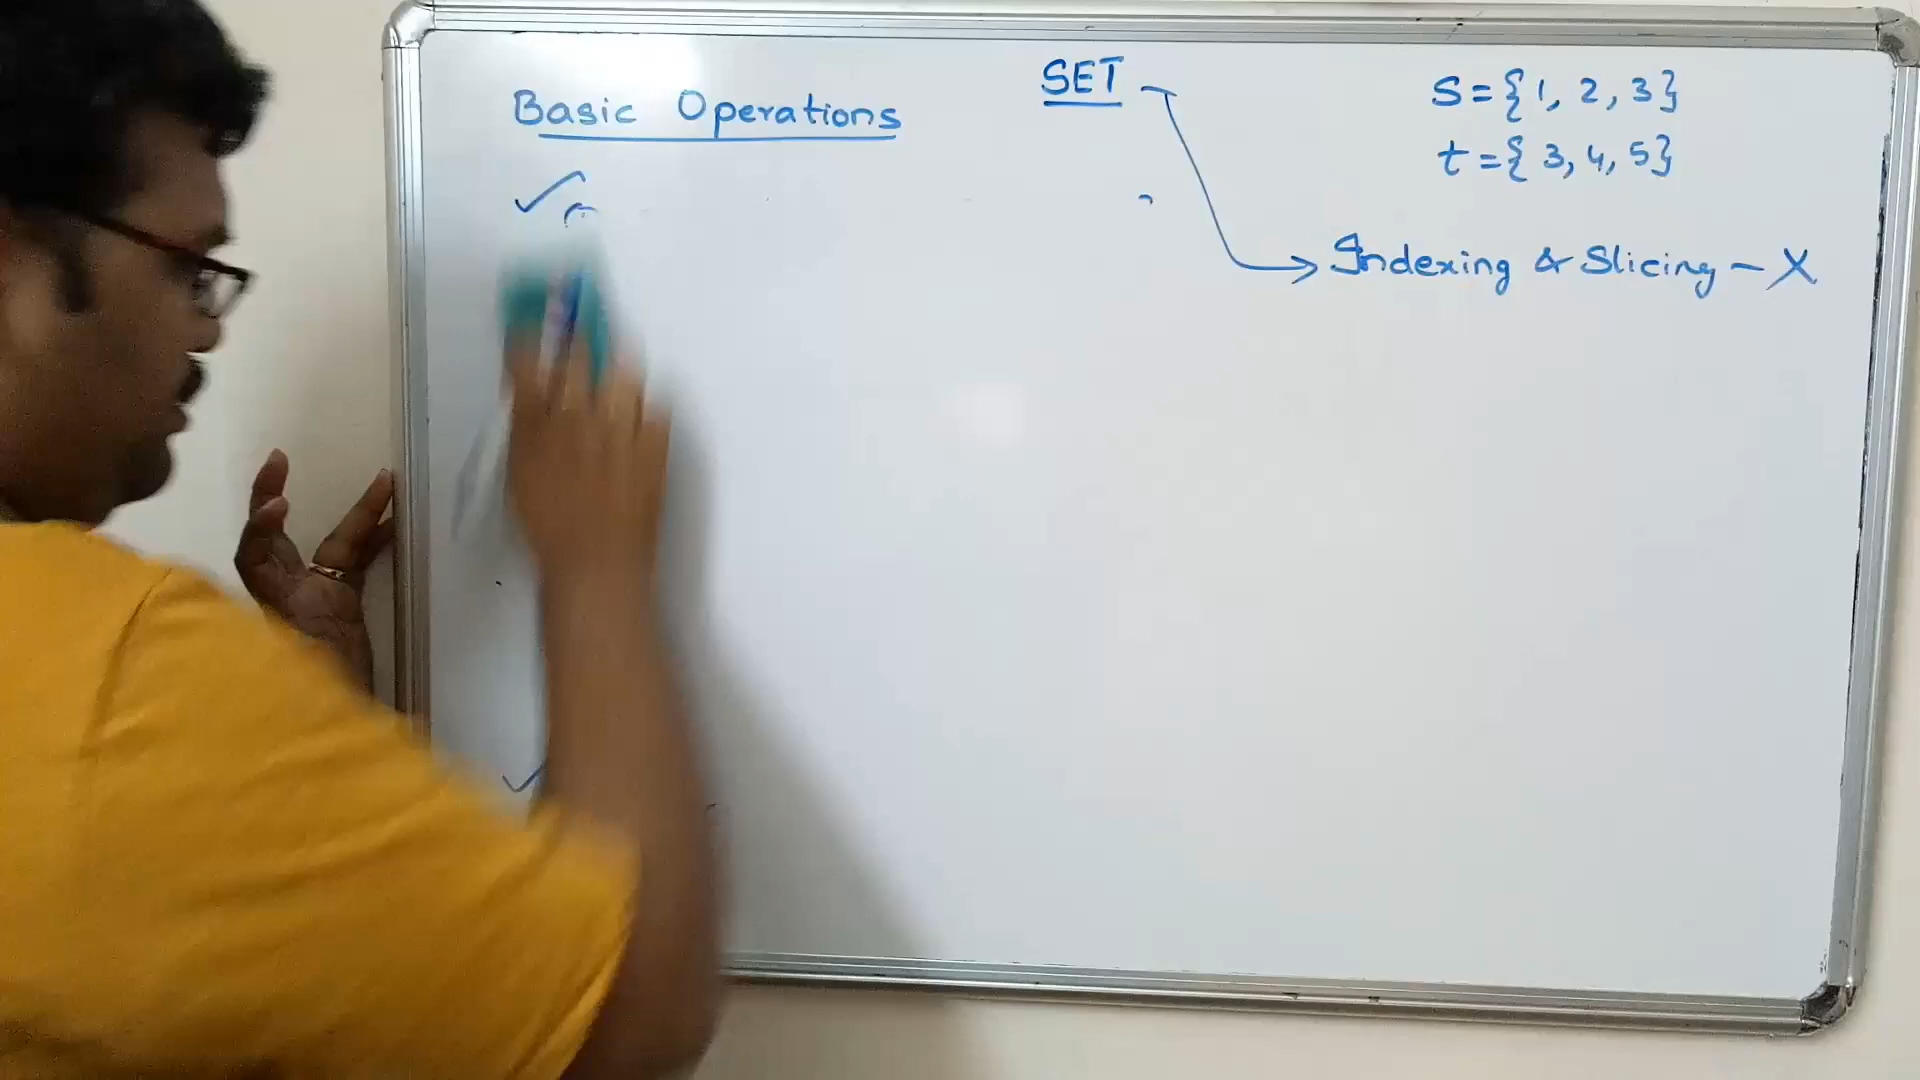 Basic Operations
SET
S = {1, 2, 3}
t = {3, 4, 5}
Indexing & Slicing - X